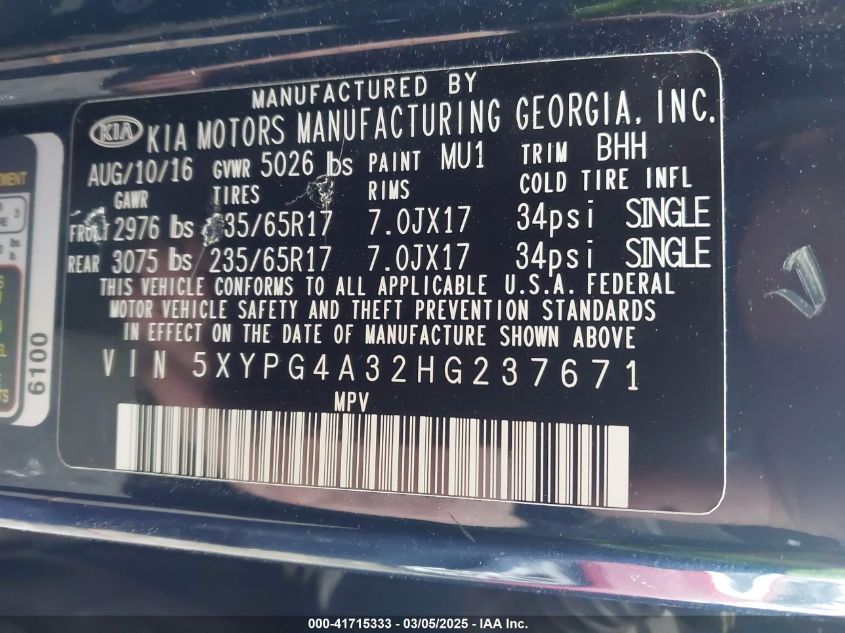 MANUFACTURED BY
KIA KIA MOTORS MANUFACTURING GEORGIA, INC.
AUG/10/16 GVWR 5026 lbs PAINT MU1 TRIM BHH
GAWR TIRES RIMS COLD TIRE INFL
FRONT 2976 lbs 235/65R17 7.0JX17 34psi SINGLE
REAR 3075 lbs 235/65R17 7.0JX17 34psi SINGLE
THIS VEHICLE CONFORMS TO ALL APPLICABLE U.S.A. FEDERAL
MOTOR VEHICLE SAFETY AND THEFT PREVENTION STANDARDS
IN EFFECT ON THE DATE OF MANUFACTURE SHOWN ABOVE
VIN 5XYPG4A32HG237671
MPV
6100
000-41715333 - 03/05/2025 - IAA Inc.